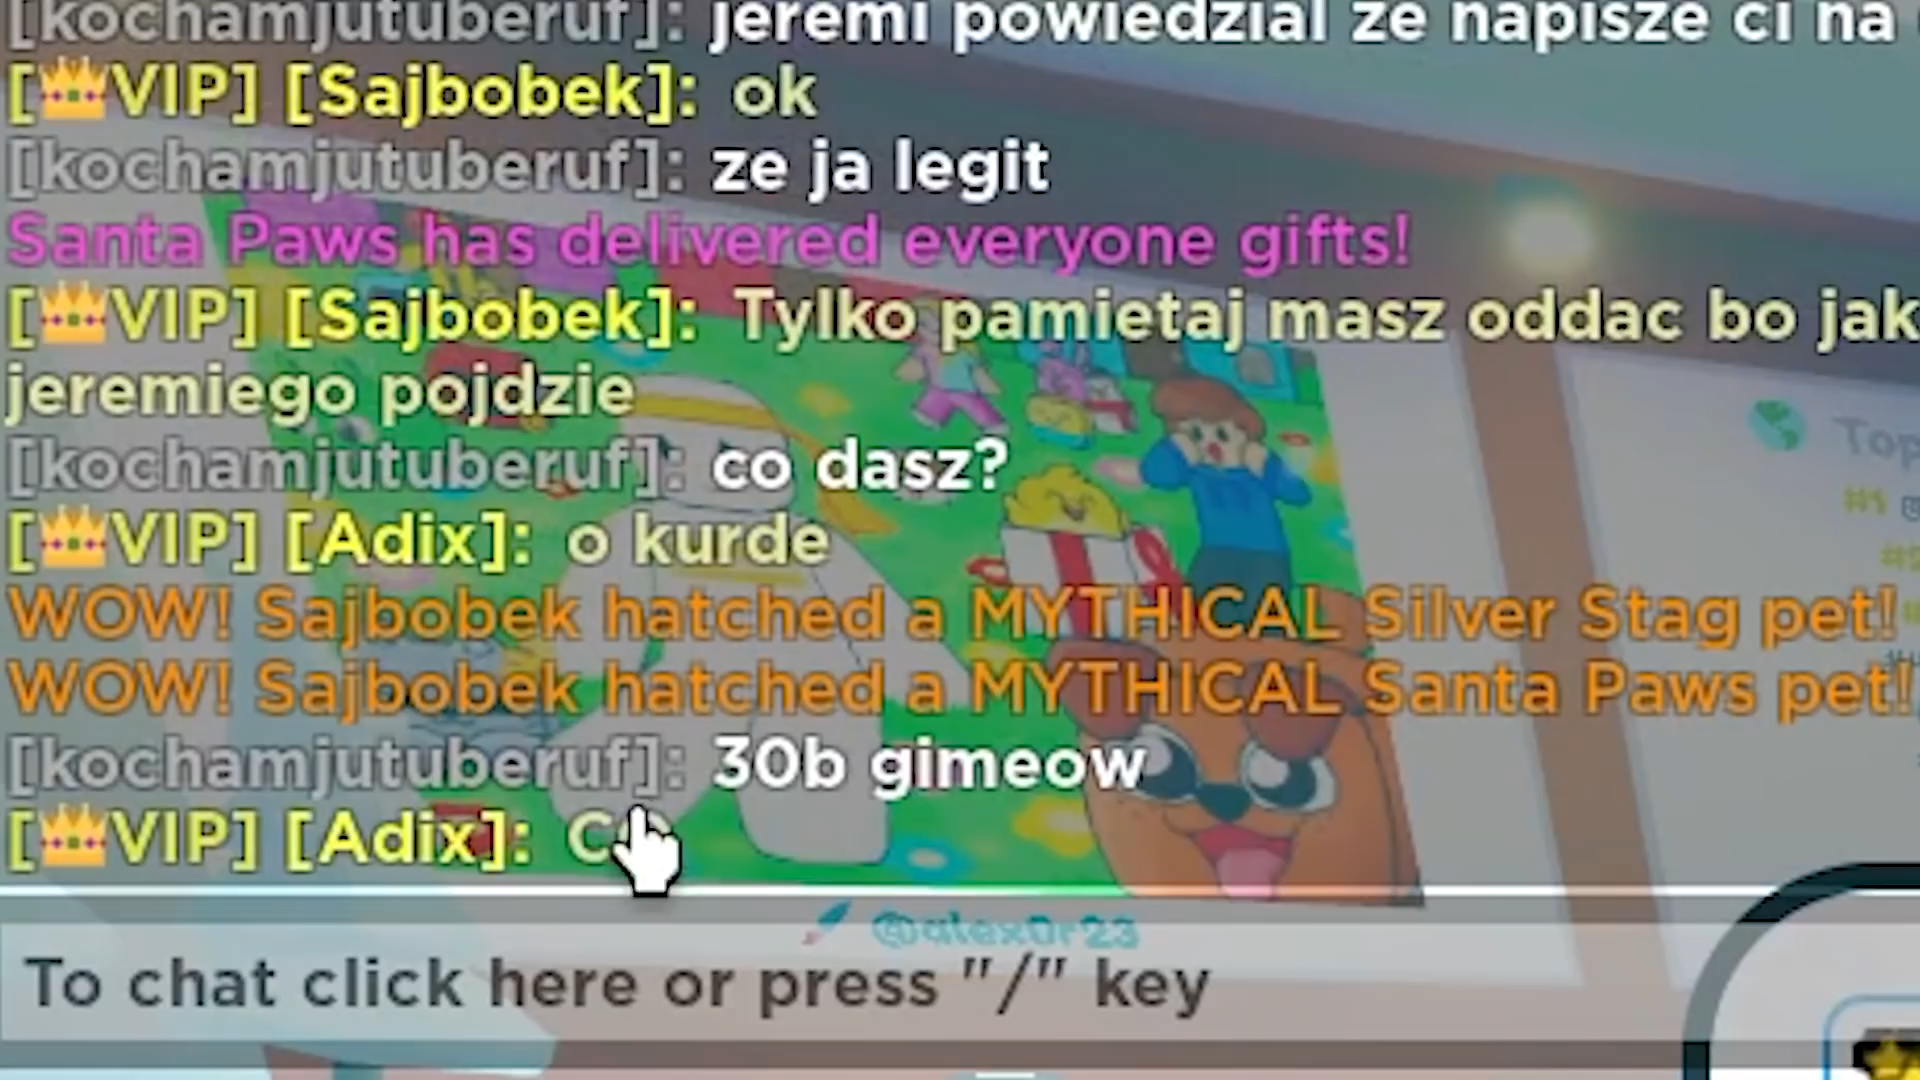 [kochamjutuberuf]: jeremi powiedzial ze napisze ci na
[👑VIP] [Sajbobek]: ok
[kochamjutuberuf]: ze ja legit
Santa Paws has delivered everyone gifts!
[👑VIP] [Sajbobek]: Tylko pamietaj masz oddac bo jak
jeremiego pojdzie
[kochamjutuberuf]: co dasz?
[👑VIP] [Adix]: o kurde
WOW! Sajbobek hatched a MYTHICAL Silver Stag pet!
WOW! Sajbobek hatched a MYTHICAL Santa Paws pet!
[kochamjutuberuf]: 30b gimeow
[👑VIP] [Adix]:
@alex0r23
To chat click here or press "/" key
Top